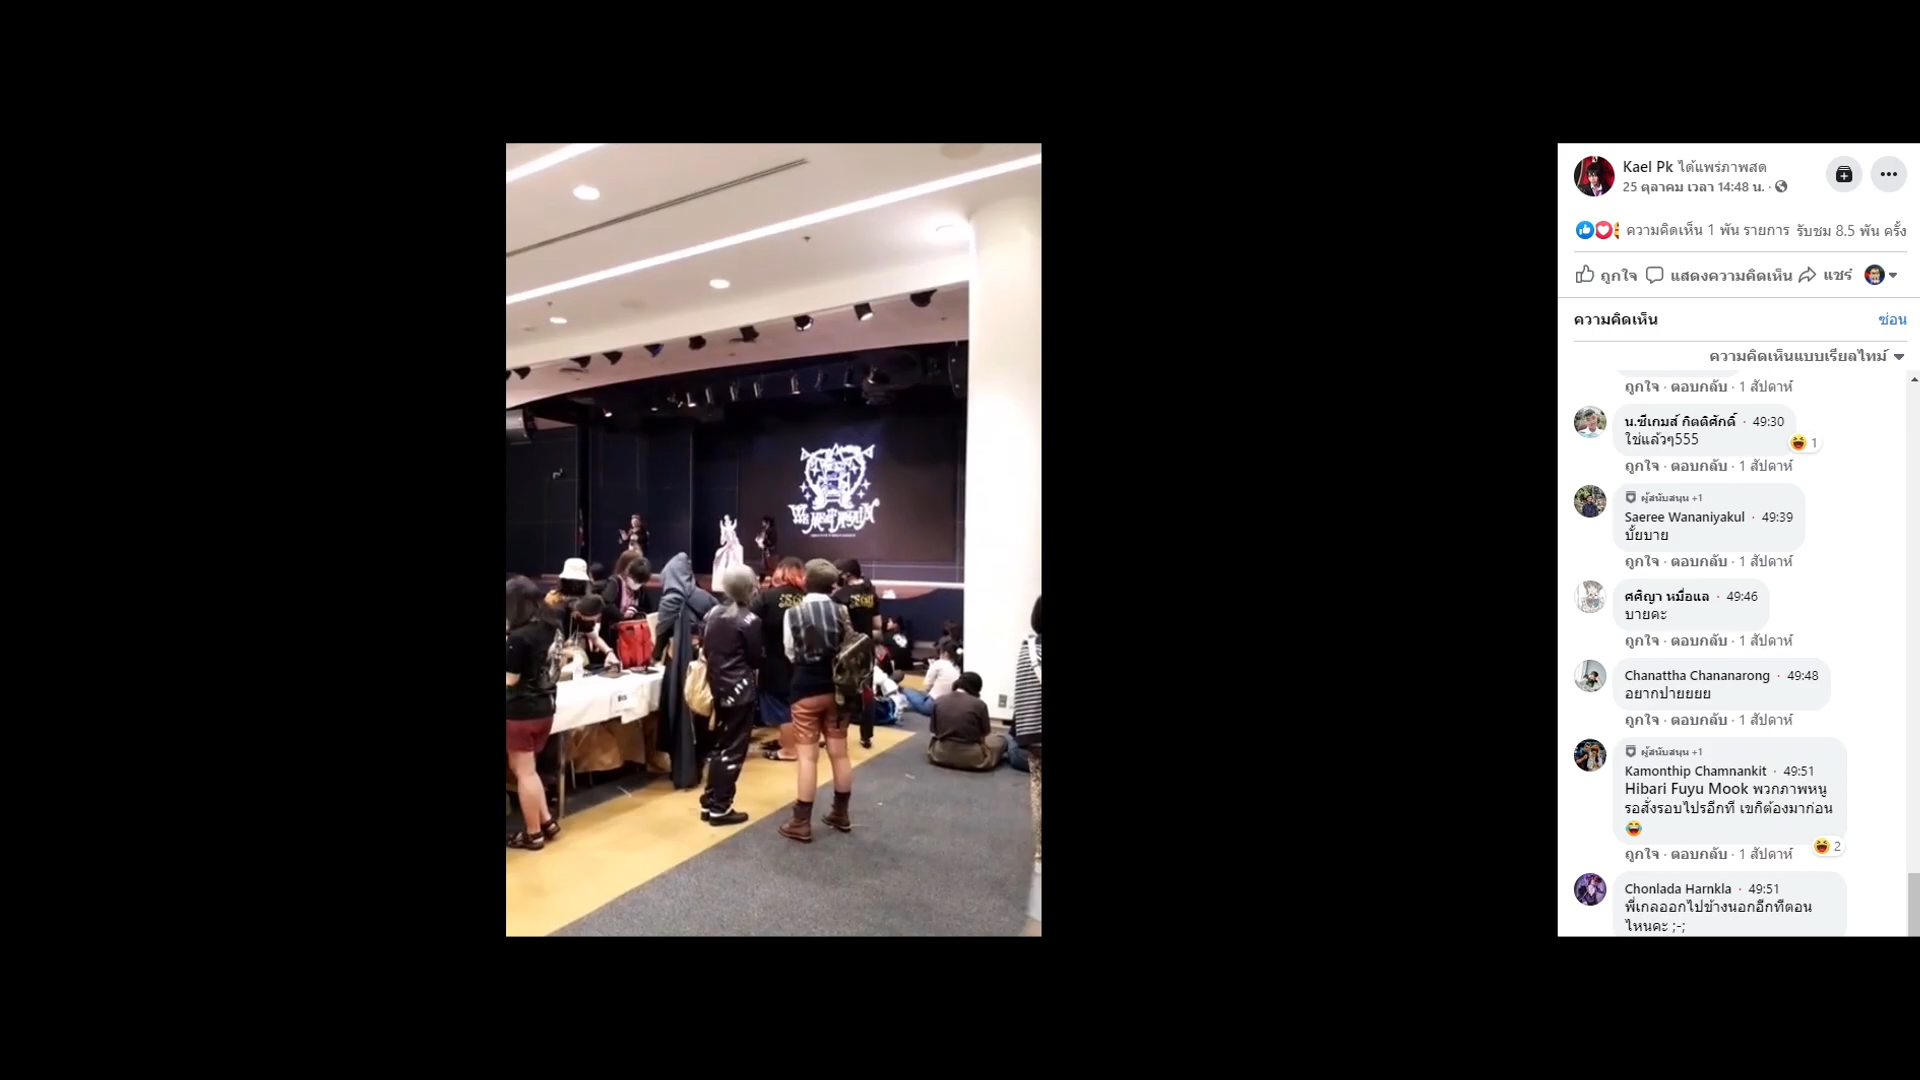 WE MEET AGAIN
Kael Pk ได้แพร่ภาพสด
25 ตุลาคม เวลา 14:48 น. ·
ความคิดเห็น 1 พัน รายการ รับชม 8.5 พัน ครั้ง
ถูกใจ แสดงความคิดเห็น แชร์
ความคิดเห็น ซ่อน
ความคิดเห็นแบบเรียลไทม์
ถูกใจ · ตอบกลับ · 1 สัปดาห์
น.ซีเกมส์ กิตติศักดิ์ · 49:30
ใช่แล้วๆ555
1
ถูกใจ · ตอบกลับ · 1 สัปดาห์
ผู้สนับสนุน +1
Saeree Wananiyakul · 49:39
บั้ยบาย
ถูกใจ · ตอบกลับ · 1 สัปดาห์
ศศิญา หมื่อแล · 49:46
บายคะ
ถูกใจ · ตอบกลับ · 1 สัปดาห์
Chanattha Chananarong · 49:48
อยากปายยยย
ถูกใจ · ตอบกลับ · 1 สัปดาห์
ผู้สนับสนุน +1
Kamonthip Chamnankit · 49:51
Hibari Fuyu Mook พวกภาพหนู
รอสั่งรอบไปรอีกที เขกิต้องมาก่อน
😂
2
ถูกใจ · ตอบกลับ · 1 สัปดาห์
Chonlada Harnkla · 49:51
พี่เกลออกไปข้างนอกอีกทีตอน
ไหนคะ ;-;